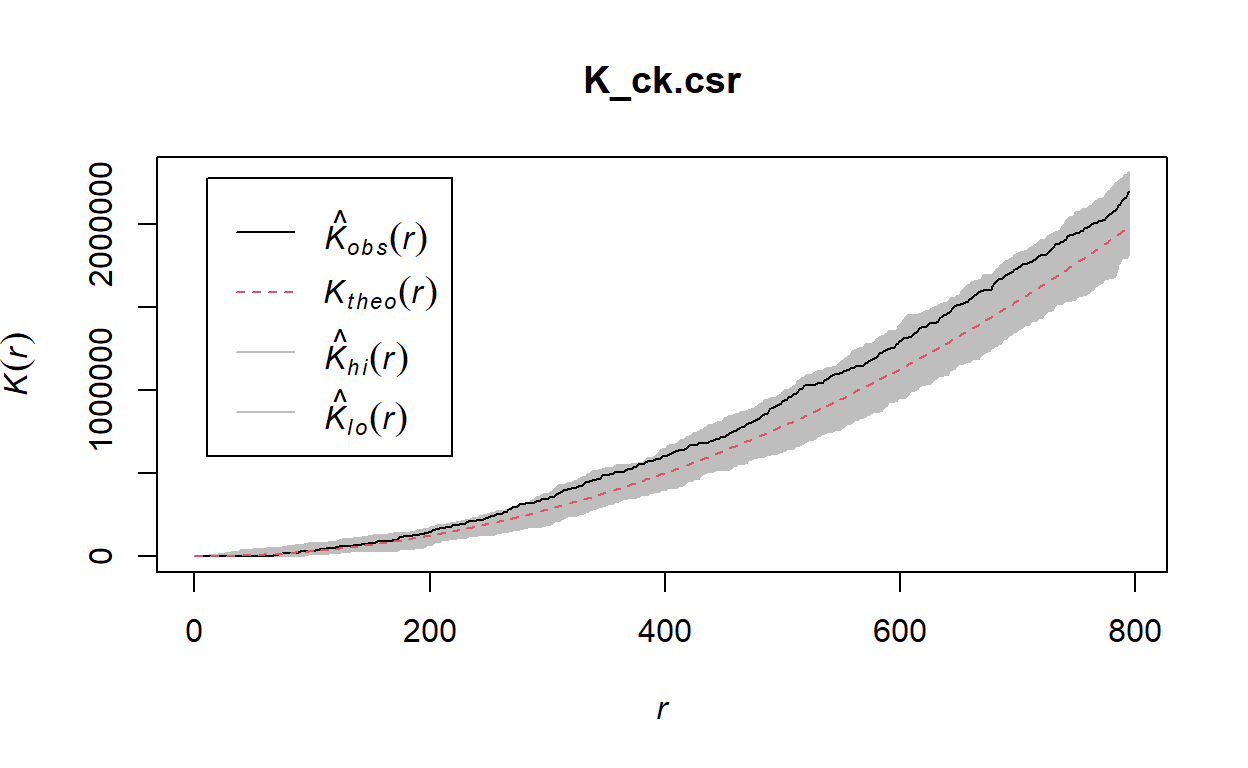 K_ck.csr
K(r)
0
1000000
2000000
K̂obs(r)
Ktheo(r)
K̂hi(r)
K̂lo(r)
0 200 400 600 800
r